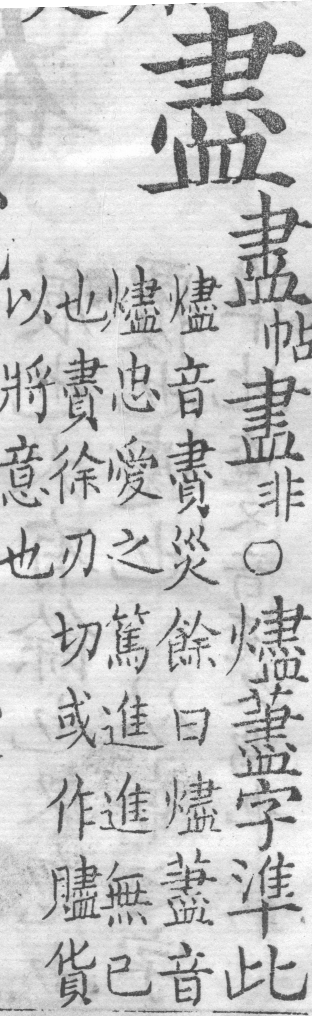 盡
盡帖盡非○燼藎字準此
燼音賮災餘曰燼藎音
燼忠愛之篤進進無已
也賮徐刃切或作贐貨
以將意也